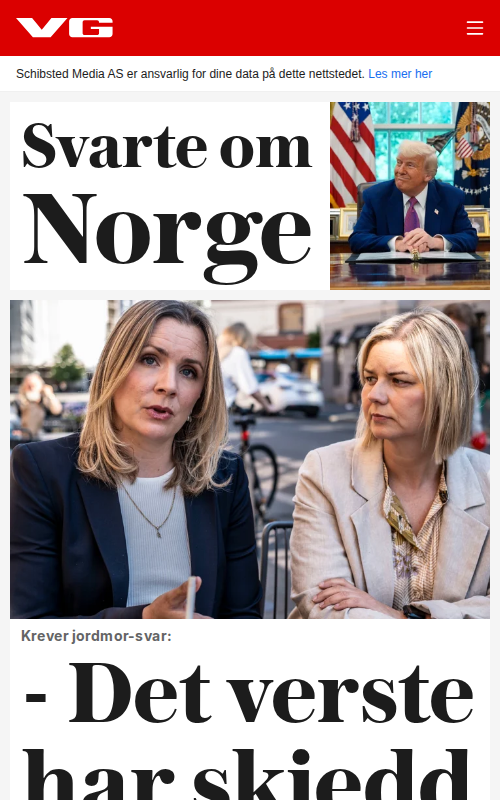 VG
Schibsted Media AS er ansvarlig for dine data på dette nettstedet. Les mer her
Svarte om
Norge
Krever jordmor-svar:
- Det verste
har skjedd